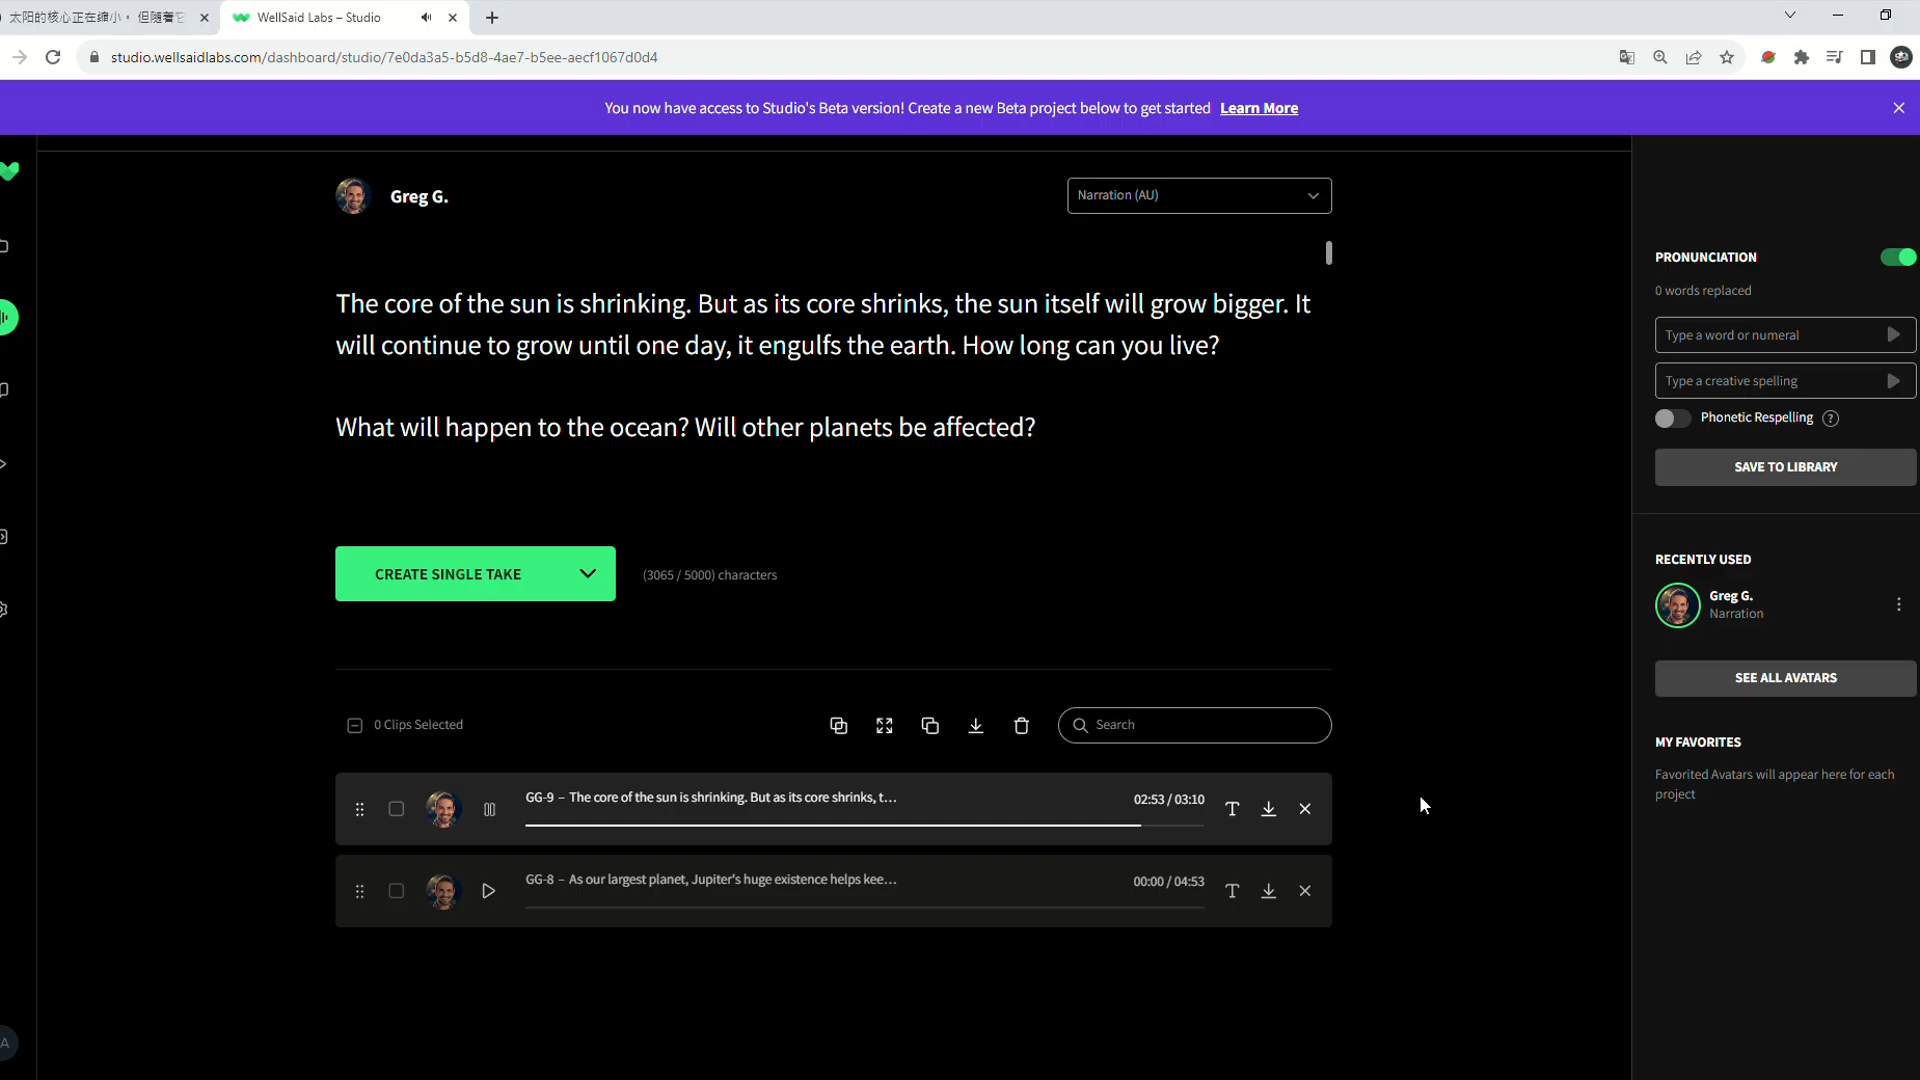 太阳的核心正在縮小，但隨着它
WellSaid Labs – Studio
studio.wellsaidlabs.com/dashboard/studio/7e0da3a5-b5d8-4ae7-b5ee-aecf1067d0d4
You now have access to Studio's Beta version! Create a new Beta project below to get started Learn More
Greg G.
Narration (AU)
The core of the sun is shrinking. But as its core shrinks, the sun itself will grow bigger. It
will continue to grow until one day, it engulfs the earth. How long can you live?
What will happen to the ocean? Will other planets be affected?
CREATE SINGLE TAKE
(3065 / 5000) characters
0 Clips Selected
Search
GG-9 – The core of the sun is shrinking. But as its core shrinks, t...
02:53 / 03:10
GG-8 – As our largest planet, Jupiter's huge existence helps kee...
00:00 / 04:53
PRONUNCIATION
0 words replaced
Type a word or numeral
Type a creative spelling
Phonetic Respelling
SAVE TO LIBRARY
RECENTLY USED
Greg G.
Narration
SEE ALL AVATARS
MY FAVORITES
Favorited Avatars will appear here for each
project
A